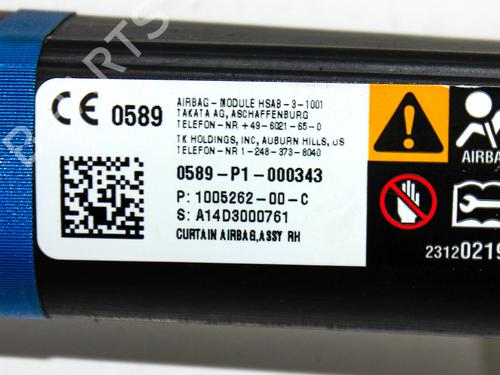 CE 0589
AIRBAG - MODULE HSAB - 3 - 1001
TAKATA AG, ASCHAFFENBURG
TELEFON - NR +49 - 6021 - 65 - 0
TK HOLDINGS, INC, AUBURN HILLS, US
TELEFON - NR 1 - 248 - 373 - 8040
0589 - P1 - 000343
P: 1005262 - 00 - C
S: A14D3000761
CURTAIN AIRBAG, ASSY RH
AIRBA
23120219